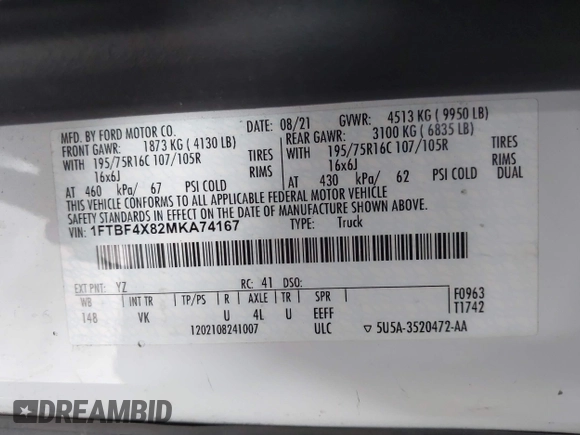 MFD. BY FORD MOTOR CO.
DATE: 08/21 GVWR: 4513 KG ( 9950 LB)
FRONT GAWR: 1873 KG ( 4130 LB)
REAR GAWR: 3100 KG ( 6835 LB)
WITH 195/75R16C 107/105R TIRES
WITH 195/75R16C 107/105R TIRES
16x6J RIMS
16x6J RIMS
AT 460 kPa/ 67 PSI COLD
AT 430 kPa/ 62 PSI COLD DUAL
THIS VEHICLE CONFORMS TO ALL APPLICABLE FEDERAL MOTOR VEHICLE
SAFETY STANDARDS IN EFFECT ON THE DATE OF MANUFACTURE SHOWN ABOVE.
VIN: 1FTBF4X82MKA74167
TYPE: Truck
EXT PNT: YZ RC: 41 DSO:
WB INT TR TP/PS R AXLE TR SPR
F0963
T1742
148 VK U 4L U EEFF
1202108241007 ULC ▽ 5U5A-3520472-AA
DREAMBID